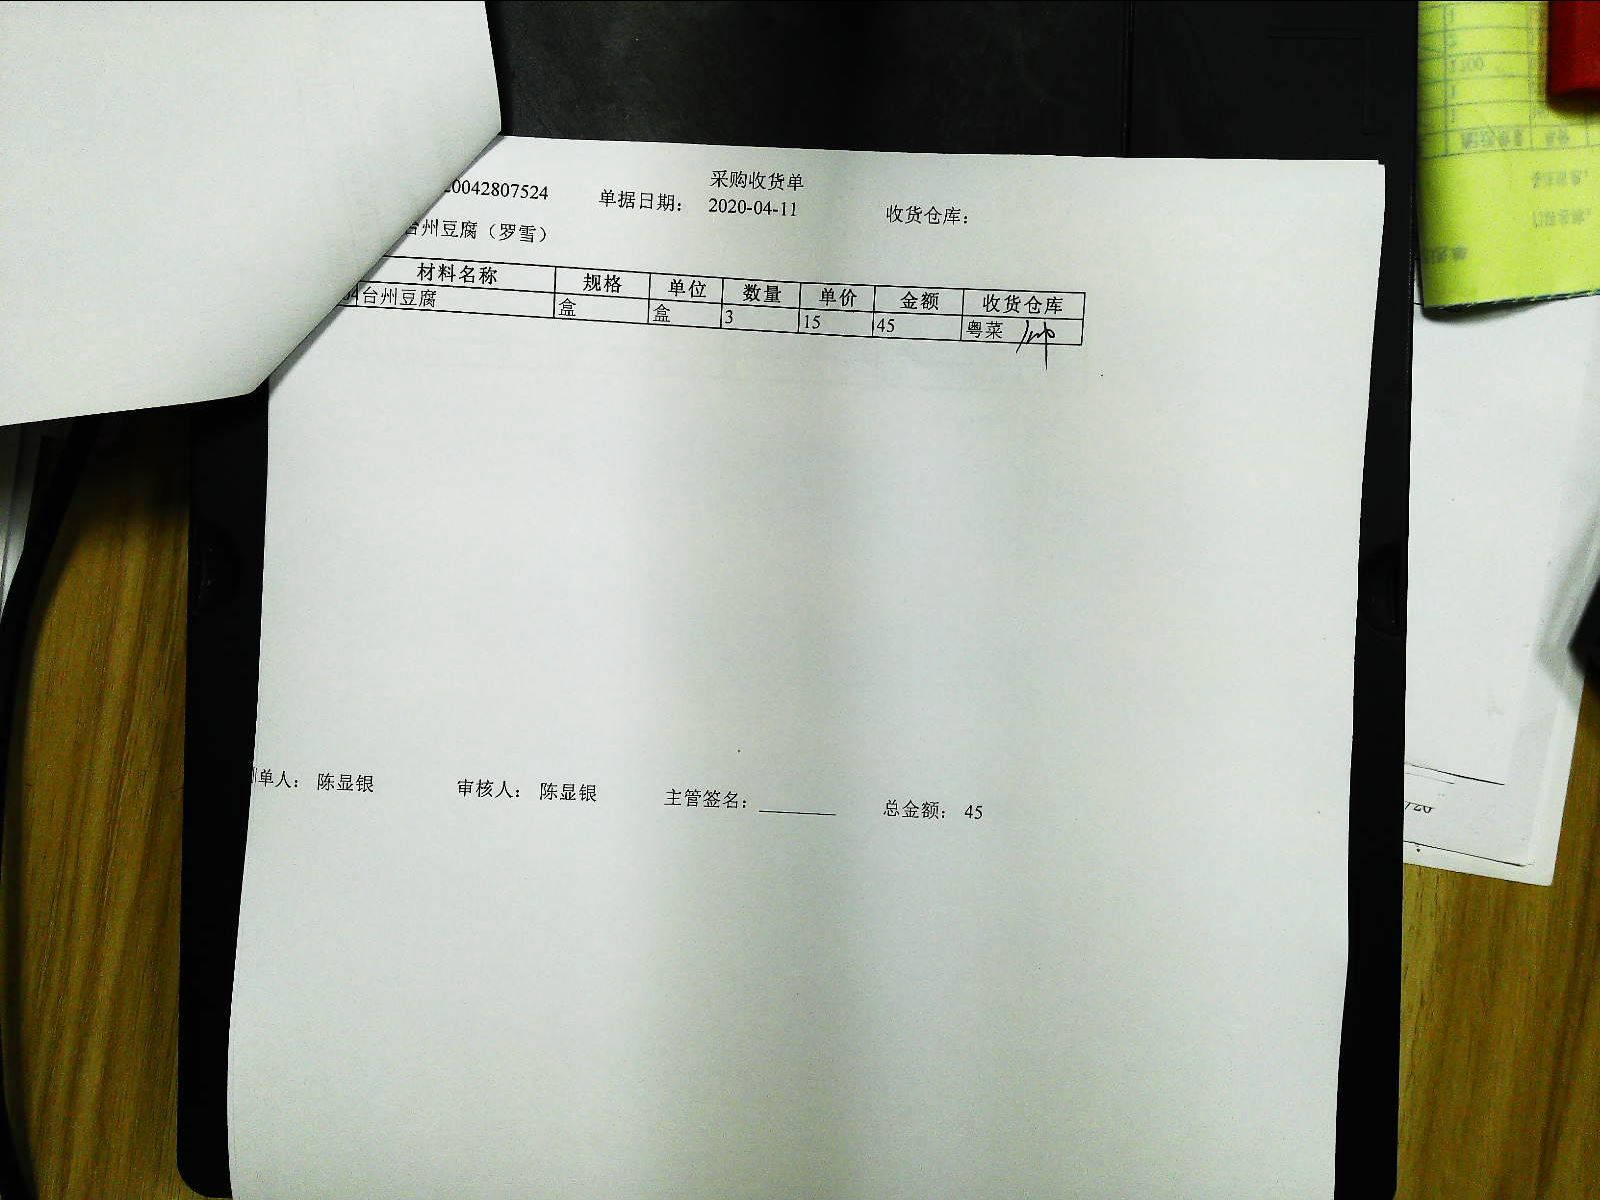 采购收货单
20042807524 单据日期： 2020-04-11 收货仓库：
台州豆腐（罗雪）
材料名称 规格 单位 数量 单价 金额 收货仓库
04 台州豆腐 盒 盒 3 15 45 粤菜
单人： 陈显银 审核人： 陈显银 主管签名： 总金额： 45